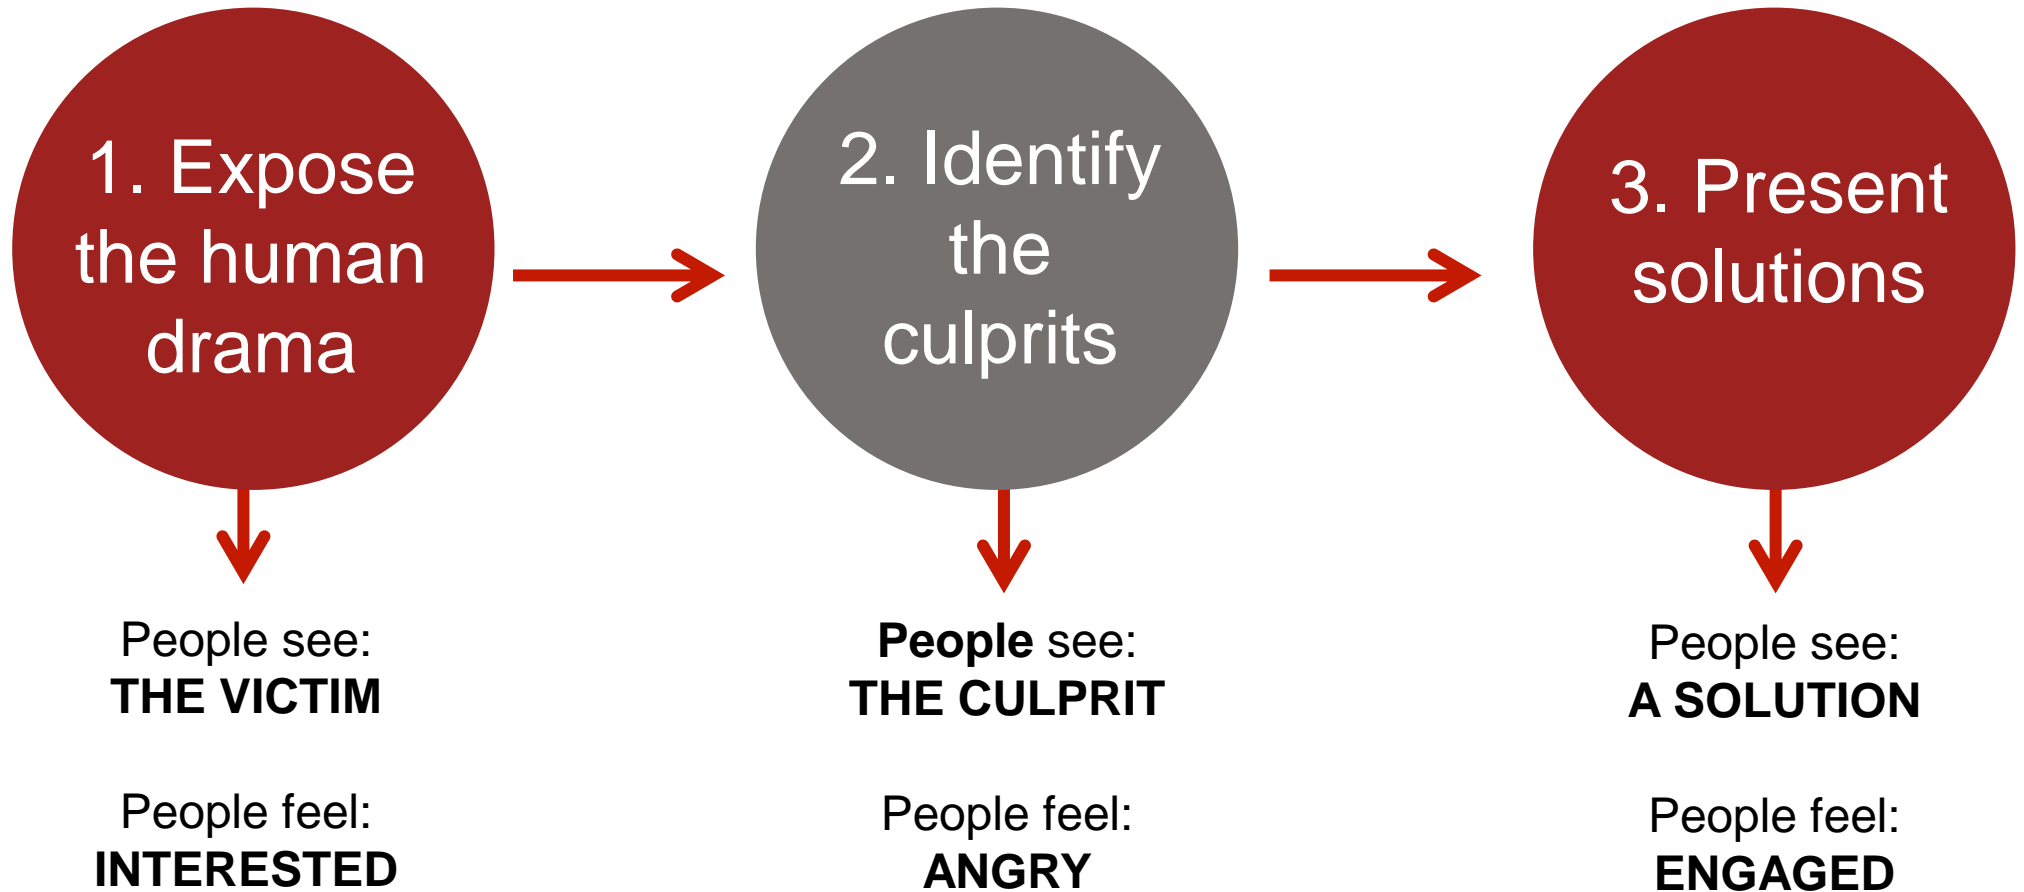 1. Expose
the human
drama
2. Identify
the
culprits
3. Present
solutions
People see:
THE VICTIM
People feel:
INTERESTED
People see:
THE CULPRIT
People feel:
ANGRY
People see:
A SOLUTION
People feel:
ENGAGED